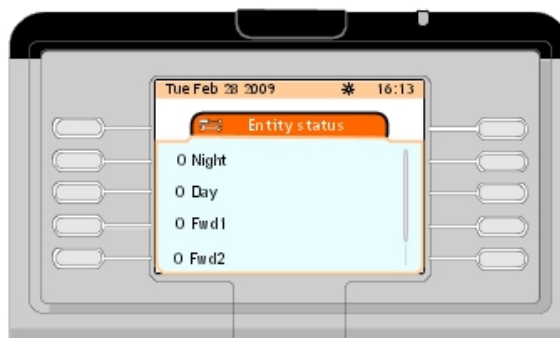 Tue Feb 28 2009 16:13
Entity status
0 Night
0 Day
0 Fwd1
0 Fwd2